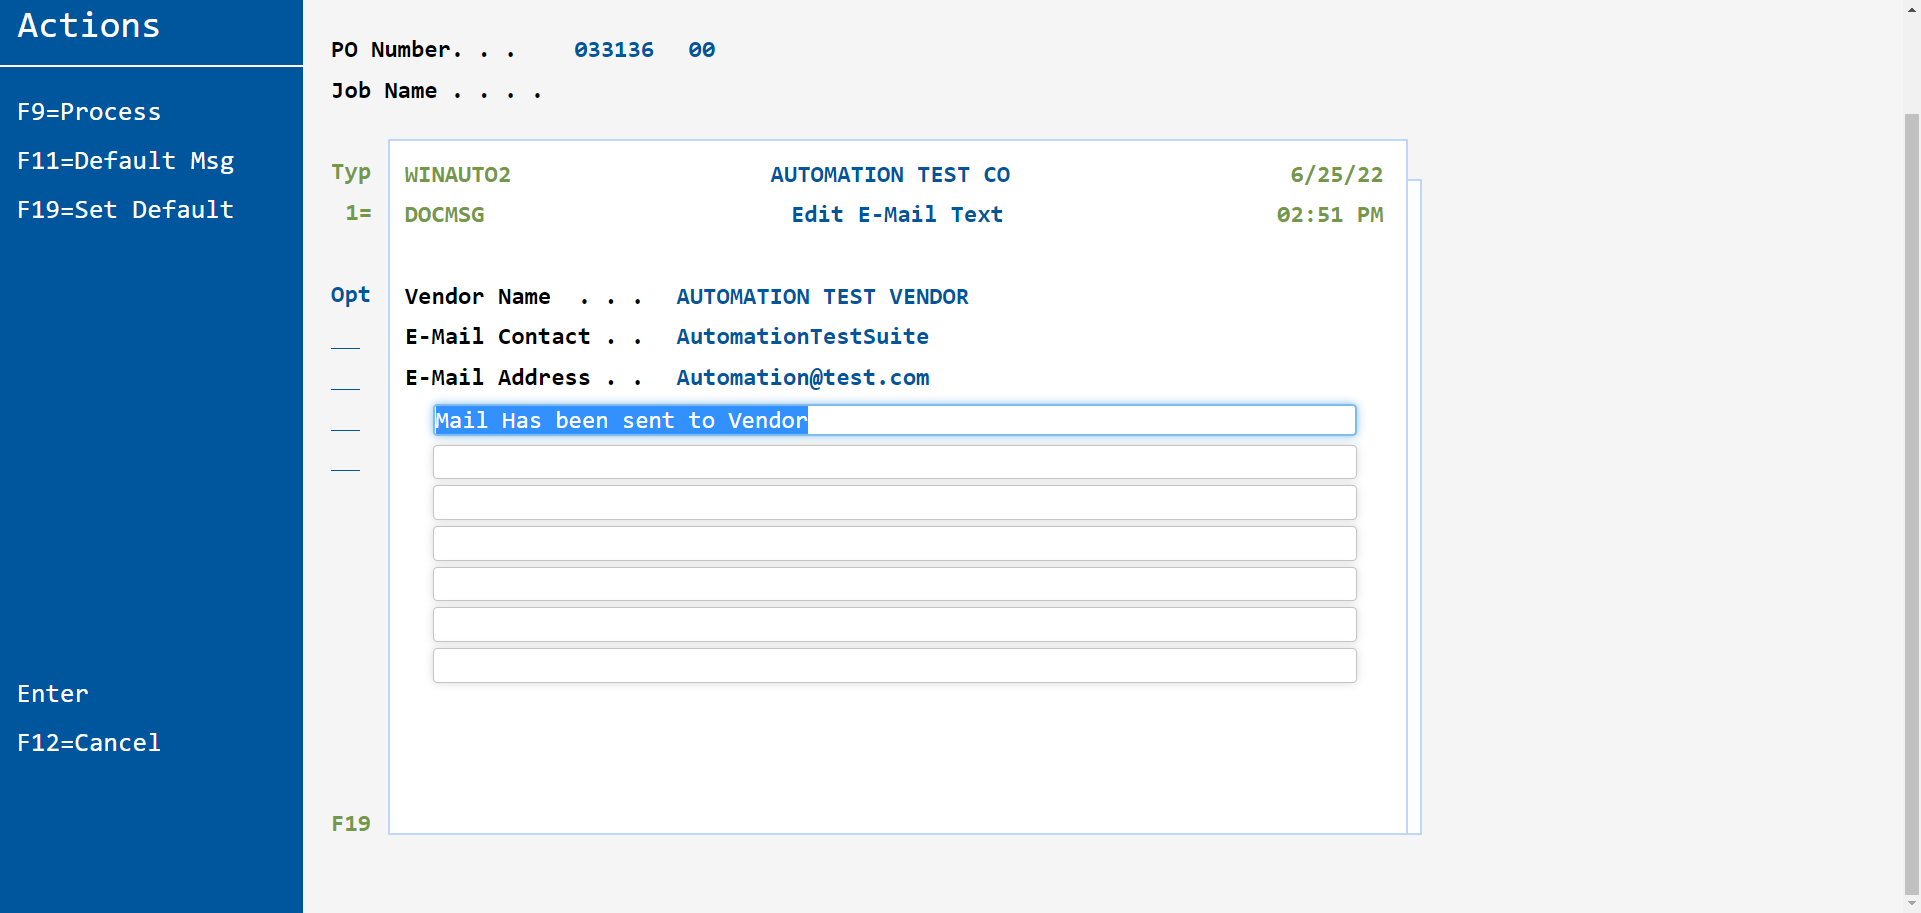 Actions
F9=Process
F11=Default Msg
F19=Set Default
Enter
F12=Cancel
PO Number. . . 033136 00
Job Name . . . .
Typ
1=
Opt
F19
WINAUTO2 AUTOMATION TEST CO 6/25/22
DOCMSG Edit E-Mail Text 02:51 PM
Vendor Name . . . AUTOMATION TEST VENDOR
E-Mail Contact . . AutomationTestSuite
E-Mail Address . . Automation@test.com
Mail Has been sent to Vendor